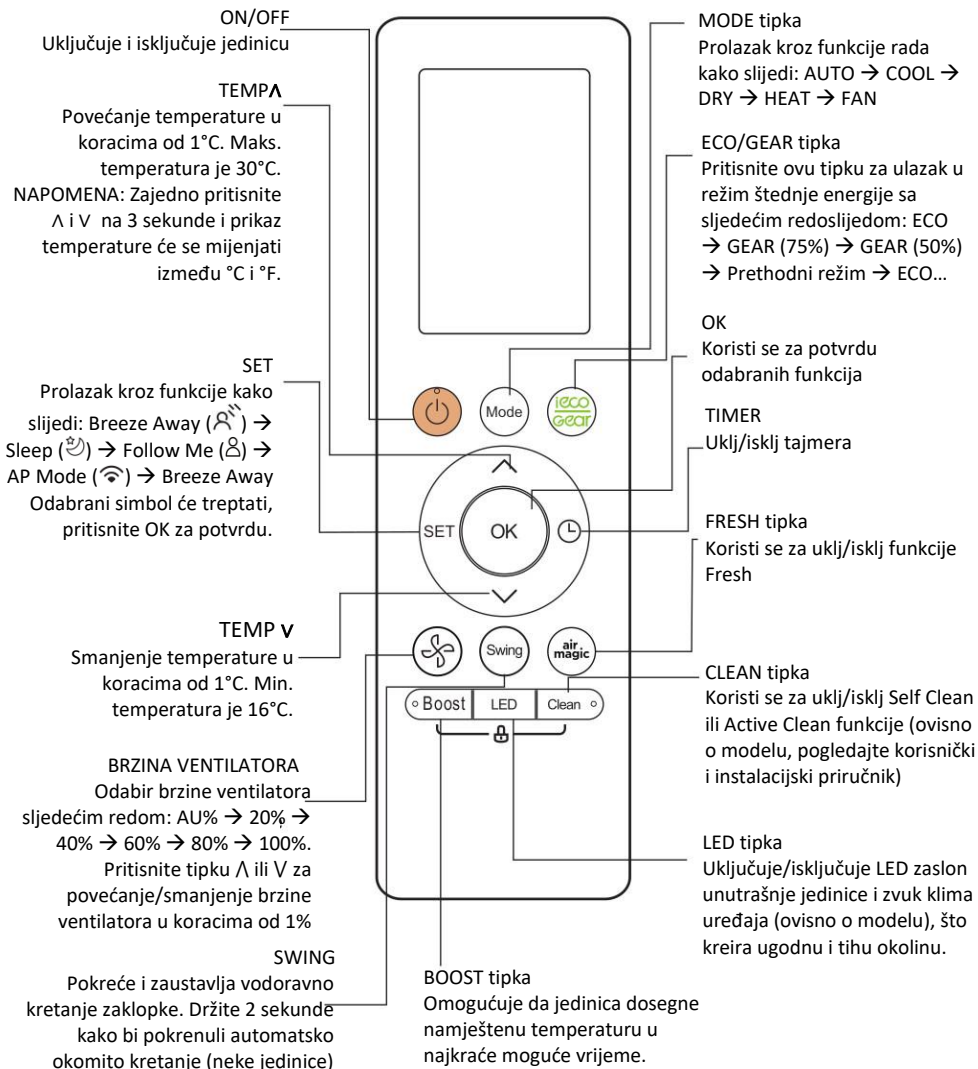 ON/OFF
Uključuje i isključuje jedinicu
TEMPΛ
Povećanje temperature u
koracima od 1°C. Maks.
temperatura je 30°C.
NAPOMENA: Zajedno pritisnite
Λ i V na 3 sekunde i prikaz
temperature će se mijenjati
između °C i °F.
SET
Prolazak kroz funkcije kako
slijedi: Breeze Away () →
Sleep () → Follow Me () →
AP Mode () → Breeze Away
Odabrani simbol će treptati,
pritisnite OK za potvrdu.
TEMP V
Smanjenje temperature u
koracima od 1°C. Min.
temperatura je 16°C.
BRZINA VENTILATORA
Odabir brzine ventilatora
sljedećim redom: AU% → 20% →
40% → 60% → 80% → 100%.
Pritisnite tipku Λ ili V za
povećanje/smanjenje brzine
ventilatora u koracima od 1%
SWING
Pokreće i zaustavlja vodoravno
kretanje zaklopke. Držite 2 sekunde
kako bi pokrenuli automatsko
okomito kretanje (neke jedinice)
Mode
ieco
Gear
SET
OK
Swing
air
magic
Boost
LED
Clean
BOOST tipka
Omogućuje da jedinica dosegne
namještenu temperaturu u
najkraće moguće vrijeme.
MODE tipka
Prolazak kroz funkcije rada
kako slijedi: AUTO → COOL →
DRY → HEAT → FAN
ECO/GEAR tipka
Pritisnite ovu tipku za ulazak u
režim štednje energije sa
sljedećim redoslijedom: ECO
→ GEAR (75%) → GEAR (50%)
→ Prethodni režim → ECO...
OK
Koristi se za potvrdu
odabranih funkcija
TIMER
Uklj/isklj tajmera
FRESH tipka
Koristi se za uklj/isklj funkcije
Fresh
CLEAN tipka
Koristi se za uklj/isklj Self Clean
ili Active Clean funkcije (ovisno
o modelu, pogledajte korisnički
i instalacijski priručnik)
LED tipka
Uključuje/isključuje LED zaslon
unutrašnje jedinice i zvuk klima
uređaja (ovisno o modelu), što
kreira ugodnu i tihu okolinu.